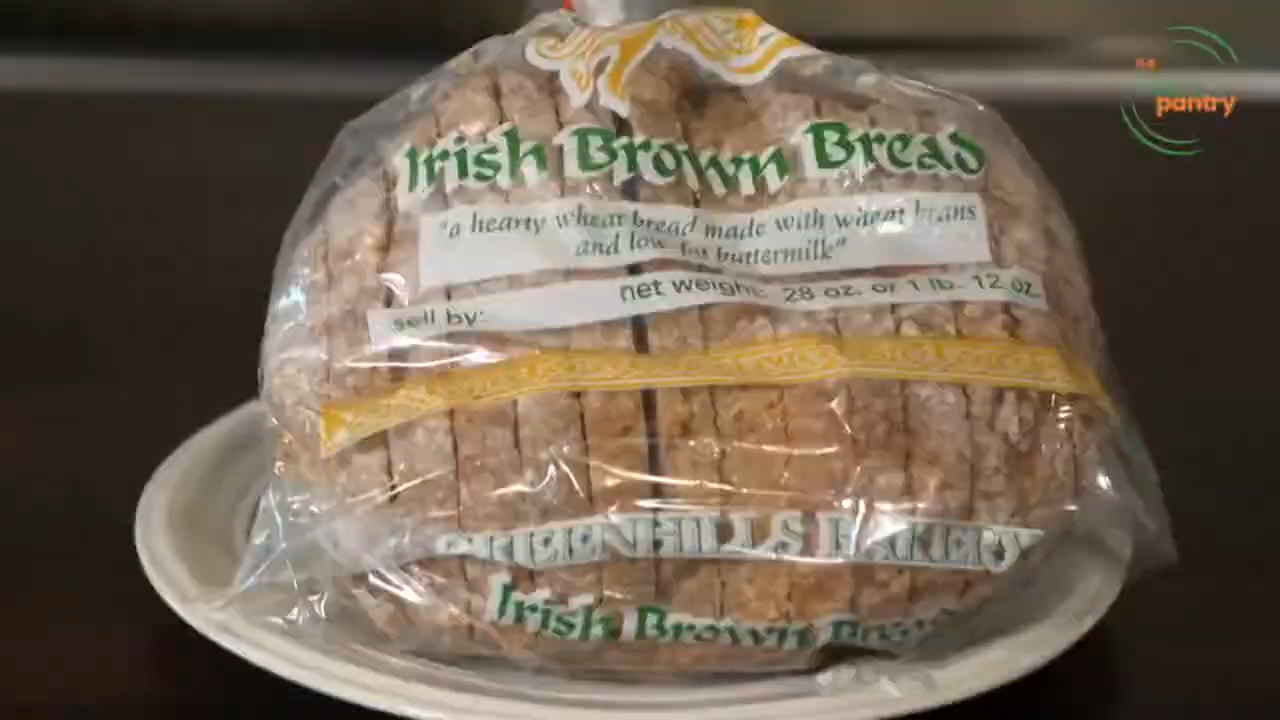 pantry
Irish Brown Bread
"a hearty wheat bread made with wheat brans
and low fat buttermilk"
net weight: 28 oz. or 1 lb. 12 oz.
sell by:
GREENHILLS BAKERY
Irish Brown Bread